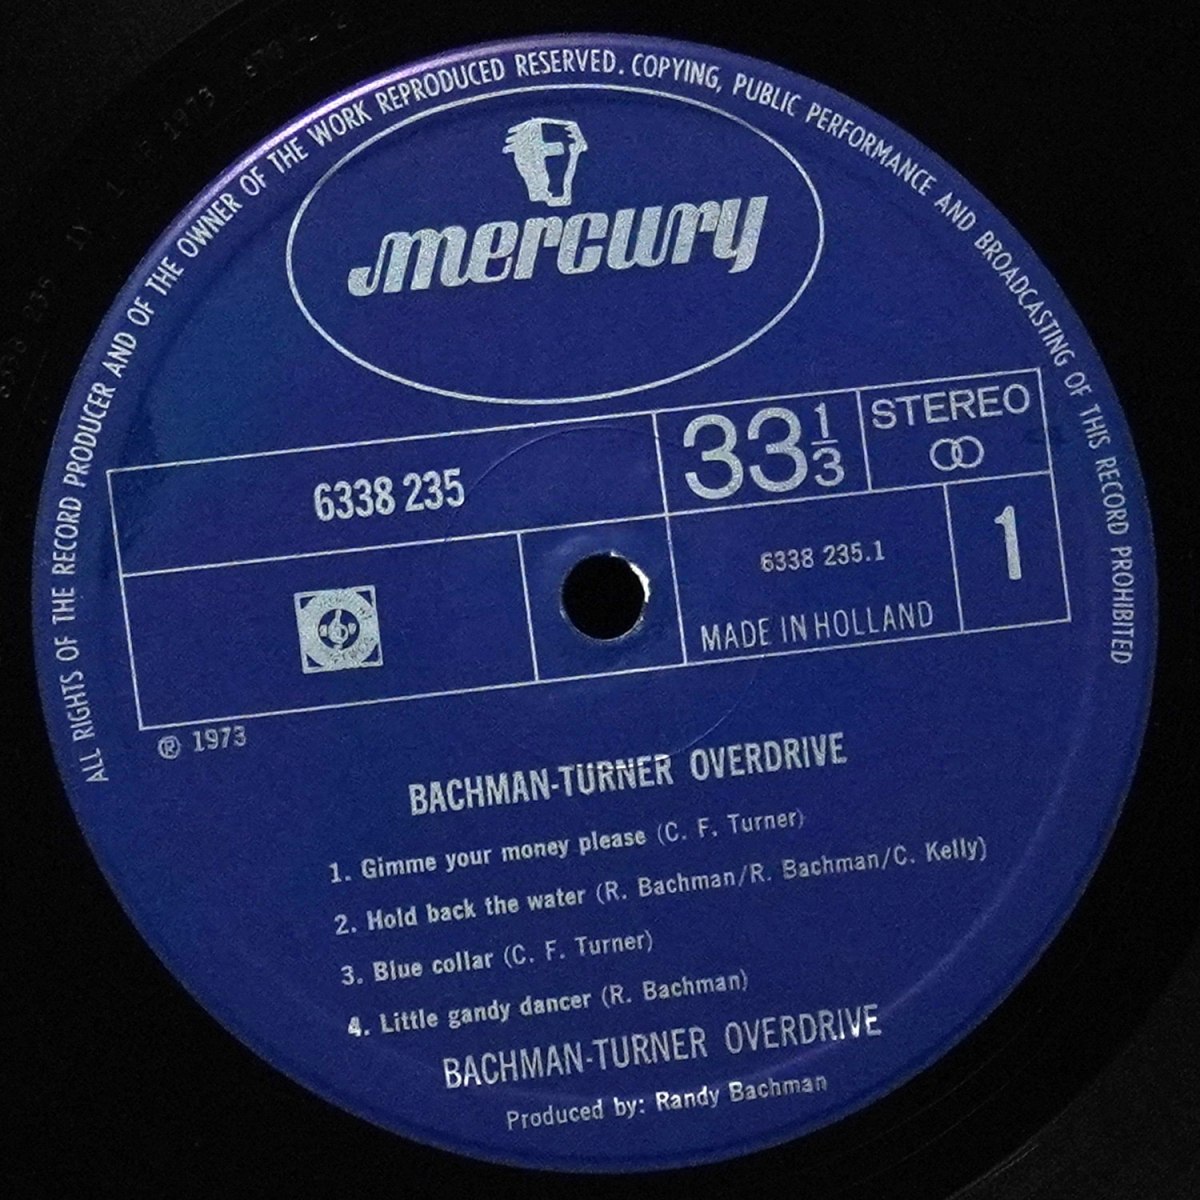 ALL RIGHTS OF THE RECORD PRODUCER AND OF THE OWNER OF THE WORK REPRODUCED RESERVED. COPYING, PUBLIC PERFORMANCE AND BROADCASTING OF THIS RECORD PROHIBITED
mercury
6338 235
33 1/3
STEREO
6338 235.1
1
MADE IN HOLLAND
℗ 1973
BACHMAN-TURNER OVERDRIVE
1. Gimme your money please (C. F. Turner)
2. Hold back the water (R. Bachman/R. Bachman/C. Kelly)
3. Blue collar (C. F. Turner)
4. Little gandy dancer (R. Bachman)
BACHMAN-TURNER OVERDRIVE
Produced by: Randy Bachman